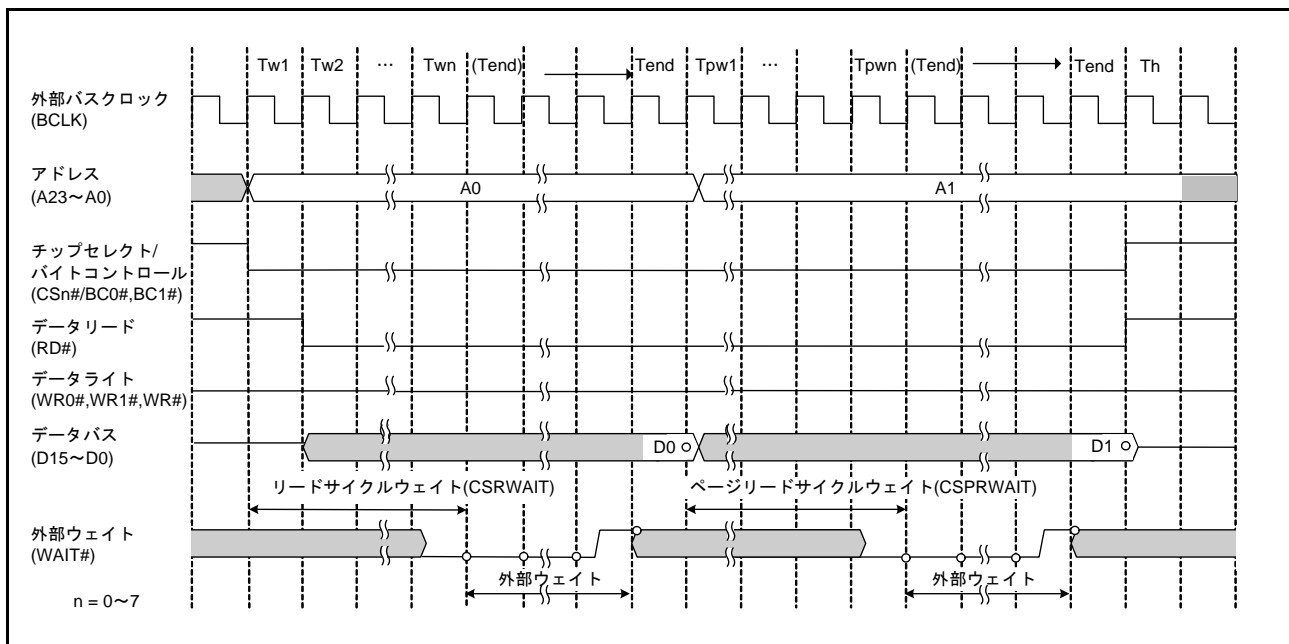 Tw1 Tw2 … Twn (Tend) Tend Tpw1 … Tpwn (Tend) Tend Th
外部バスクロック
(BCLK)
アドレス
(A23～A0)
A0 A1
チップセレクト/
バイトコントロール
(CSn#/BC0#,BC1#)
データリード
(RD#)
データライト
(WR0#,WR1#,WR#)
データバス
(D15～D0)
D0 D1
リードサイクルウェイト(CSRWAIT) ページリードサイクルウェイト(CSPRWAIT)
外部ウェイト
(WAIT#)
外部ウェイト 外部ウェイト
n = 0～7